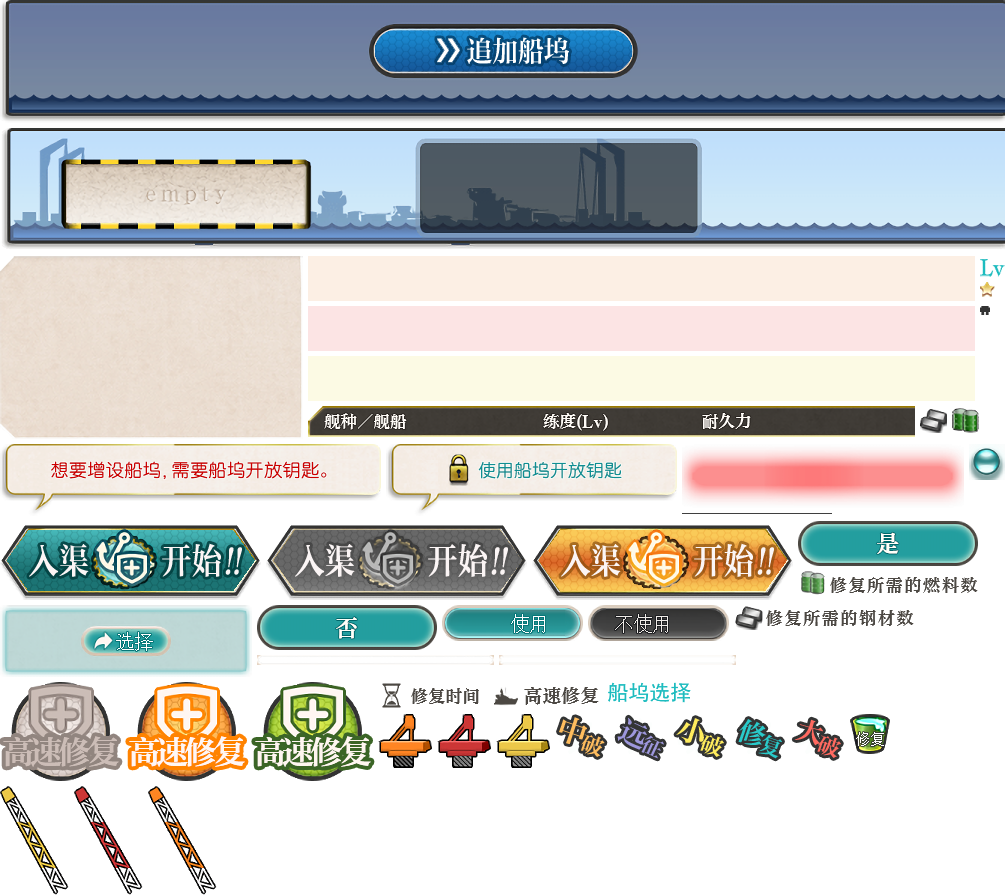 追加船坞
empty
Lv
舰种／舰船 练度(Lv) 耐久力
想要增设船坞,需要船坞开放钥匙。
使用船坞开放钥匙
入渠 开始!!
入渠 开始!!
入渠 开始!!
是
修复所需的燃料数
选择
否
使用
不使用
修复所需的钢材数
高速修复
高速修复
高速修复
修复时间
高速修复
船坞选择
中破
远征
小破
修复
大破
修复